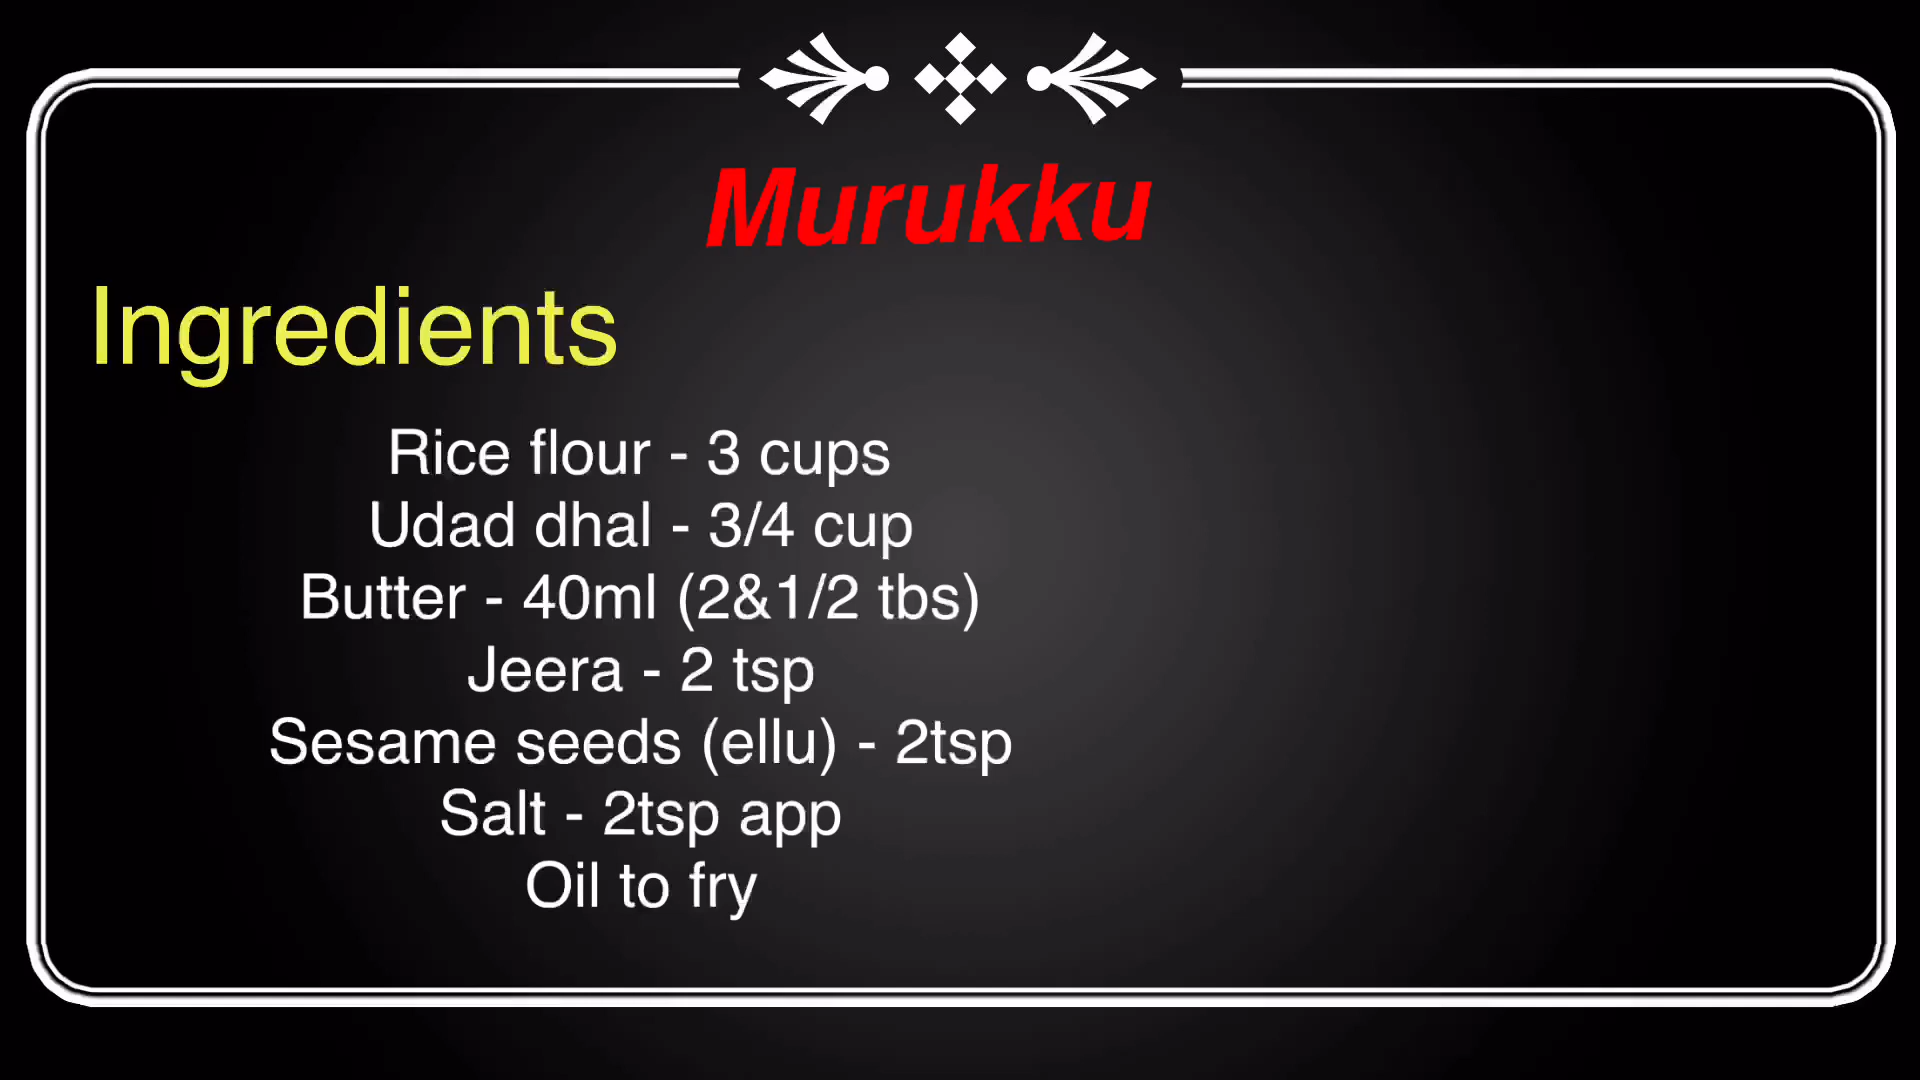 Murukku
Ingredients
Rice flour - 3 cups
Udad dhal - 3/4 cup
Butter - 40ml (2&1/2 tbs)
Jeera - 2 tsp
Sesame seeds (ellu) - 2tsp
Salt - 2tsp app
Oil to fry